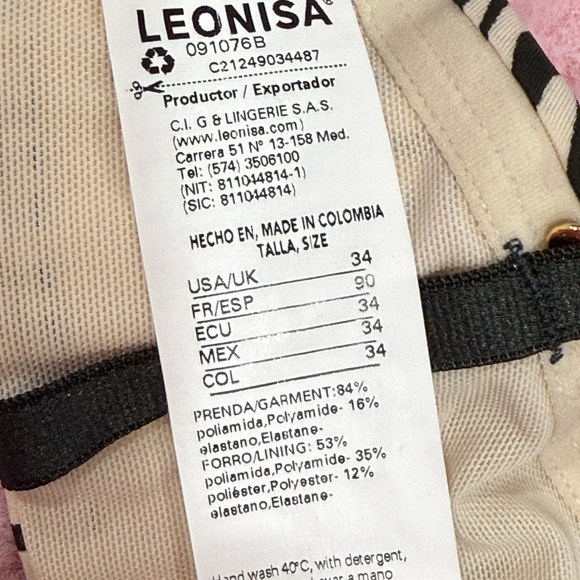 LEONISA®
091076B
C21249034487
Productor / Exportador
C.I. G & LINGERIE S.A.S.
(www.leonisa.com)
Carrera 51 Nº 13-158 Med.
Tel: (574) 3506100
(NIT: 811044814-1)
(SIC: 811044814)
HECHO EN, MADE IN COLOMBIA
TALLA, SIZE
USA/UK 34
FR/ESP 90
ECU 34
MEX 34
COL 34
PRENDA/GARMENT:84%
poliamida,Polyamide- 16%
elastano,Elastane-
FORRO/LINING: 53%
poliamida,Polyamide- 35%
poliéster,Polyester- 12%
elastano,Elastane-
Hand wash 40°C, with detergent,
a mano